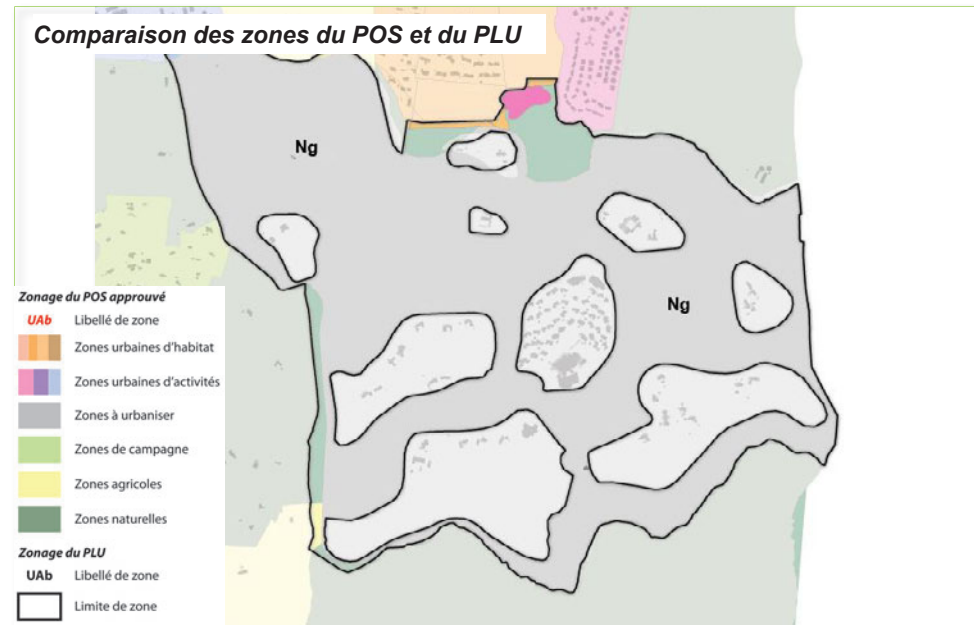 Comparaison des zones du POS et du PLU
Ng
Ng
Zonage du POS approuvé
UAb Libellé de zone
Zones urbaines d'habitat
Zones urbaines d'activités
Zones à urbaniser
Zones de campagne
Zones agricoles
Zones naturelles
Zonage du PLU
UAb Libellé de zone
Limite de zone